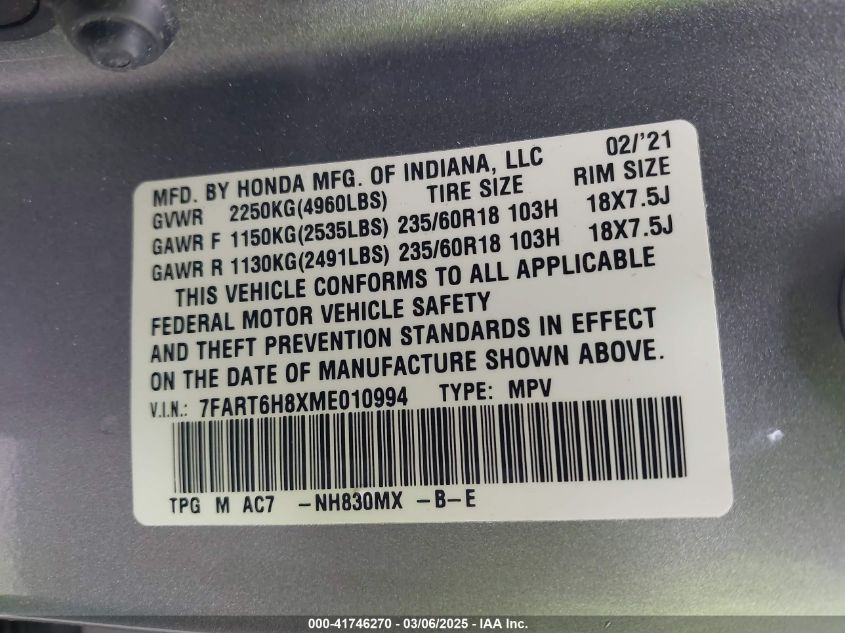 MFD. BY HONDA MFG. OF INDIANA, LLC 02/'21
GVWR 2250KG(4960LBS) TIRE SIZE RIM SIZE
GAWR F 1150KG(2535LBS) 235/60R18 103H 18X7.5J
GAWR R 1130KG(2491LBS) 235/60R18 103H 18X7.5J
THIS VEHICLE CONFORMS TO ALL APPLICABLE
FEDERAL MOTOR VEHICLE SAFETY
AND THEFT PREVENTION STANDARDS IN EFFECT
ON THE DATE OF MANUFACTURE SHOWN ABOVE.
V.I.N.: 7FART6H8XME010994 TYPE: MPV
TPG M AC7 -NH830MX -B-E
000-41746270 - 03/06/2025 - IAA Inc.